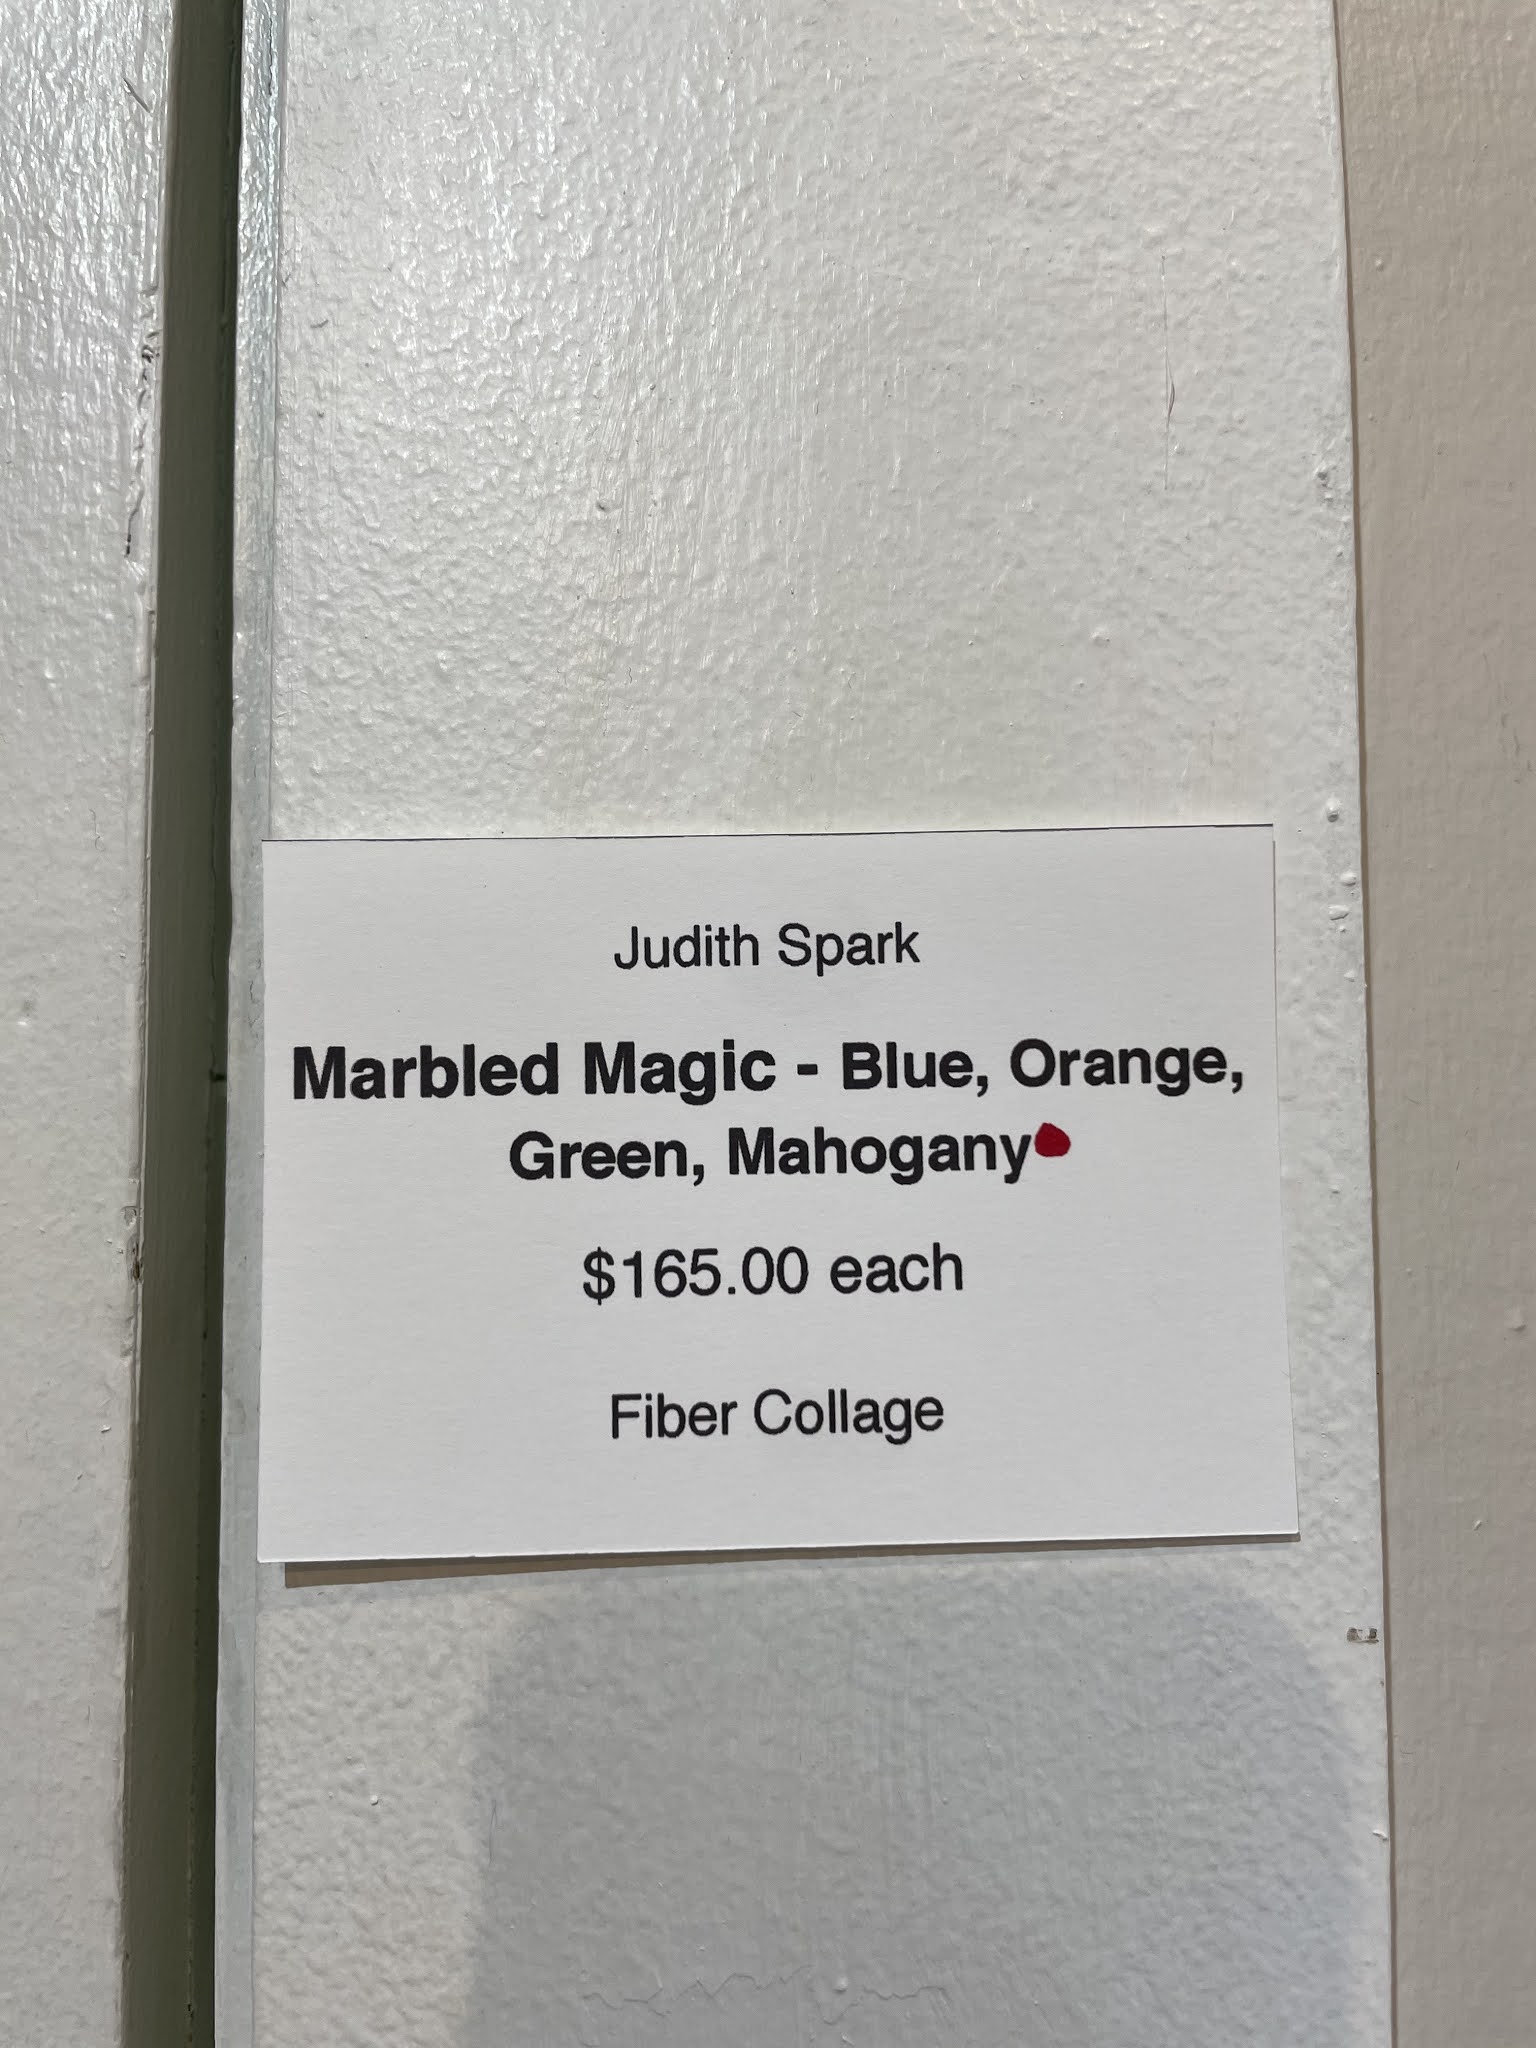 Judith Spark
Marbled Magic - Blue, Orange,
Green, Mahogany
$165.00 each
Fiber Collage